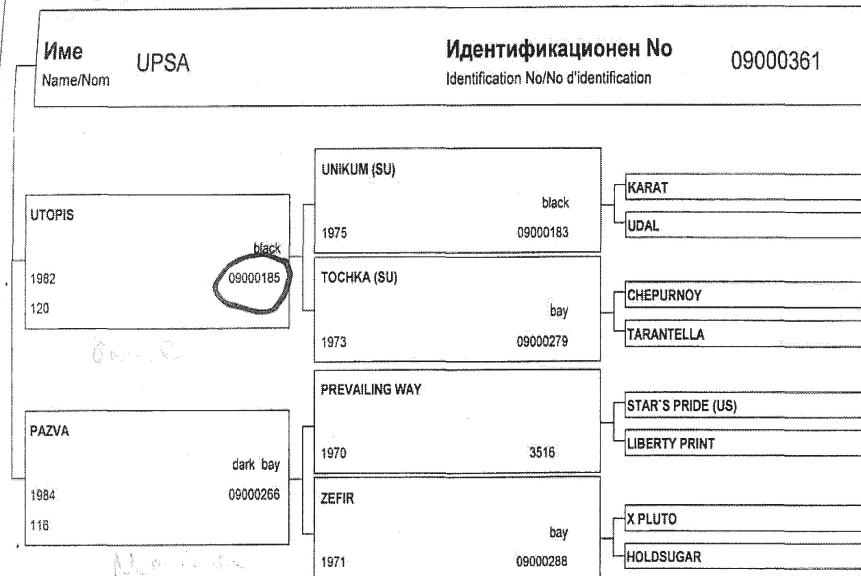 Име
Name/Nom
UPSA
Идентификационен No
Identification No/No d'identification
09000361
UTOPIS
black
1982
09000185
120
PAZVA
dark bay
1984
09000266
116
UNIKUM (SU)
black
1975
09000183
TOCHKA (SU)
bay
1973
09000279
PREVAILING WAY
1970
3516
ZEFIR
bay
1971
09000288
KARAT
UDAL
CHEPURNOY
TARANTELLA
STAR`S PRIDE (US)
LIBERTY PRINT
X PLUTO
HOLDSUGAR